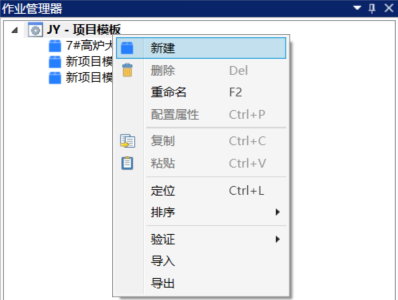 作业管理器
JY - 项目模板
7#高炉
新项目模
新项目模
新建
删除 Del
重命名 F2
配置属性 Ctrl+P
复制 Ctrl+C
粘贴 Ctrl+V
定位 Ctrl+L
排序
验证
导入
导出